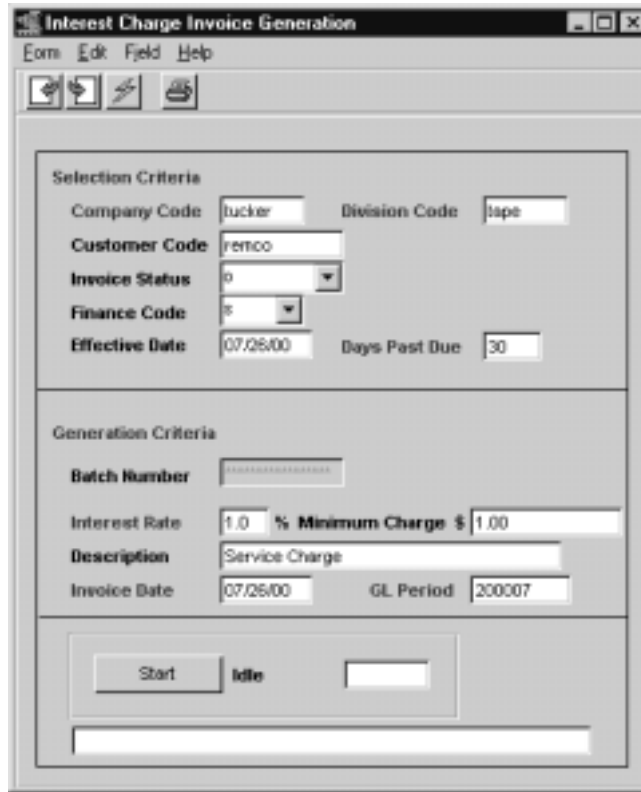 Interest Charge Invoice Generation
Form Edit Field Help
Selection Criteria
Company Code tucker Division Code tape
Customer Code remco
Invoice Status o
Finance Code s
Effective Date 07/26/00 Days Past Due 30
Generation Criteria
Batch Number
Interest Rate 1.0 % Minimum Charge $ 1.00
Description Service Charge
Invoice Date 07/26/00 GL Period 200007
Start Idle